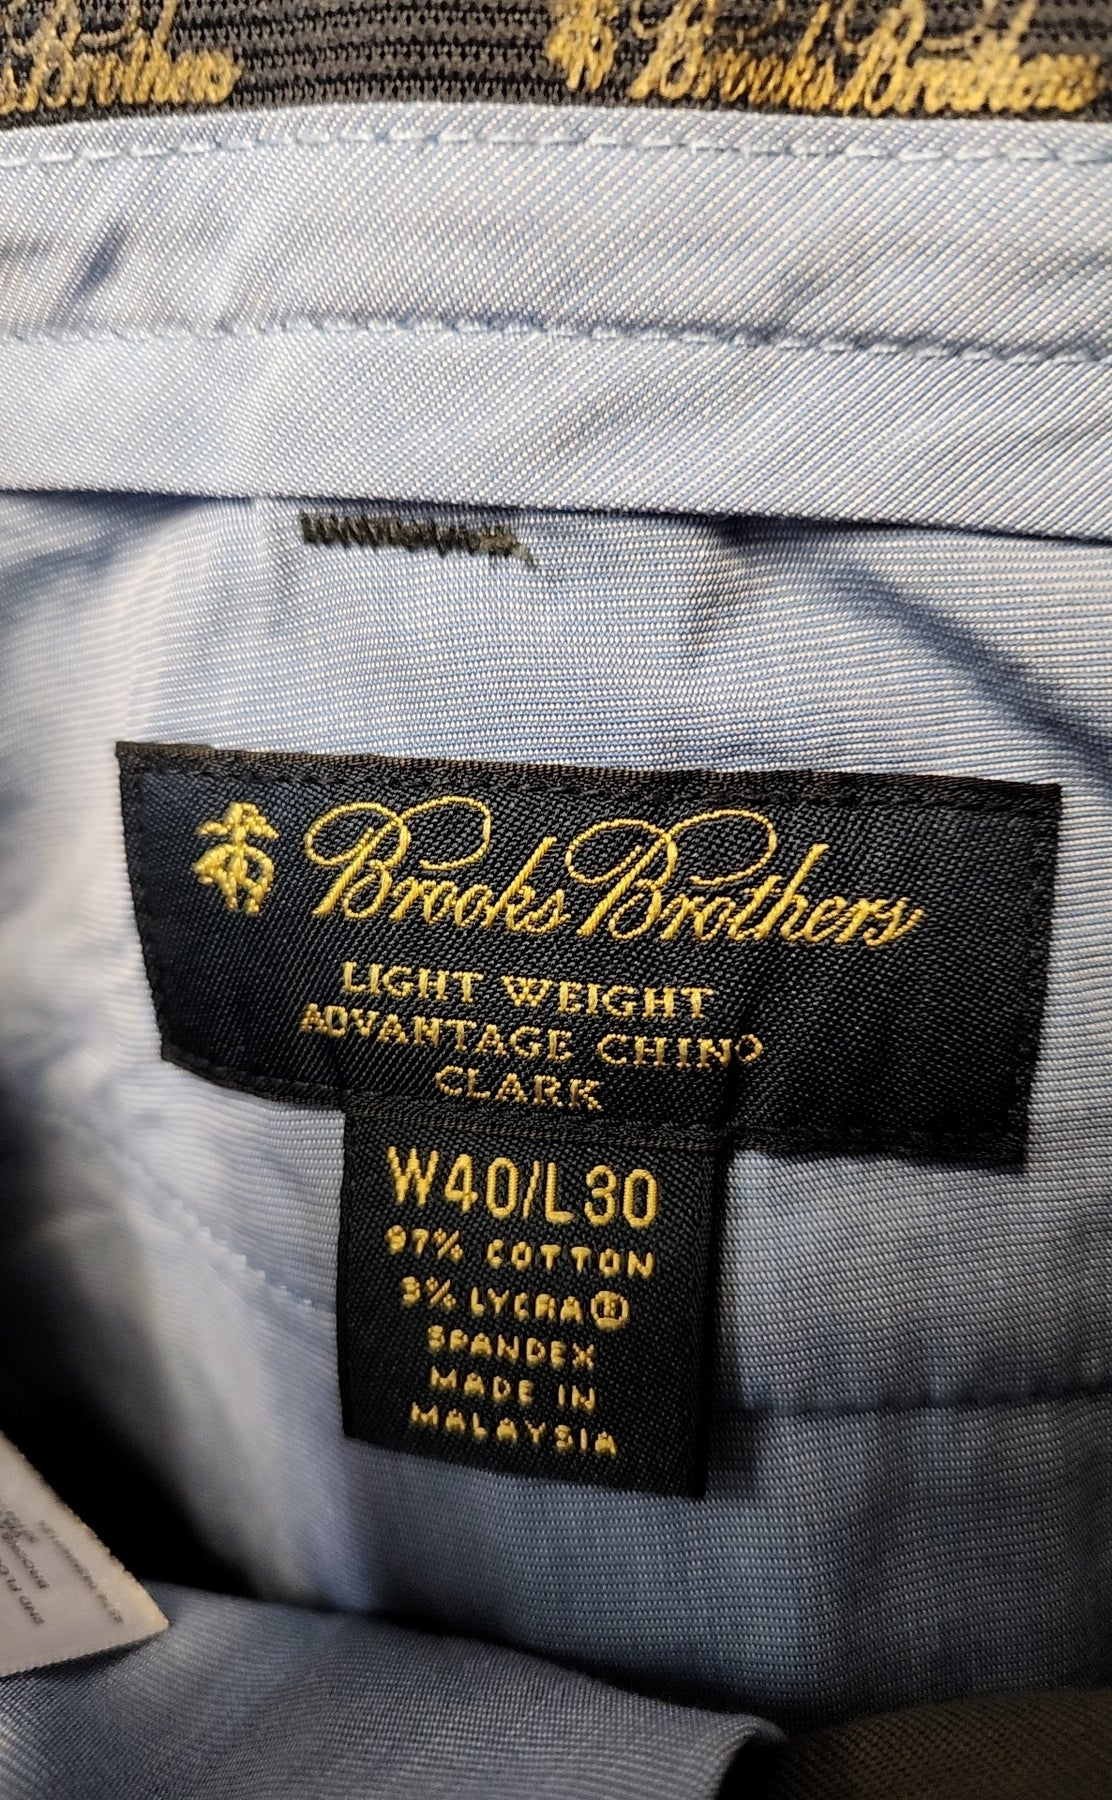 Brothers
Brooks Brothers
Brooks Brothers
LIGHT WEIGHT
ADVANTAGE CHINO
CLARK
W40/L30
97% COTTON
3% LYCRA®
SPANDEX
MADE IN
MALAYSIA